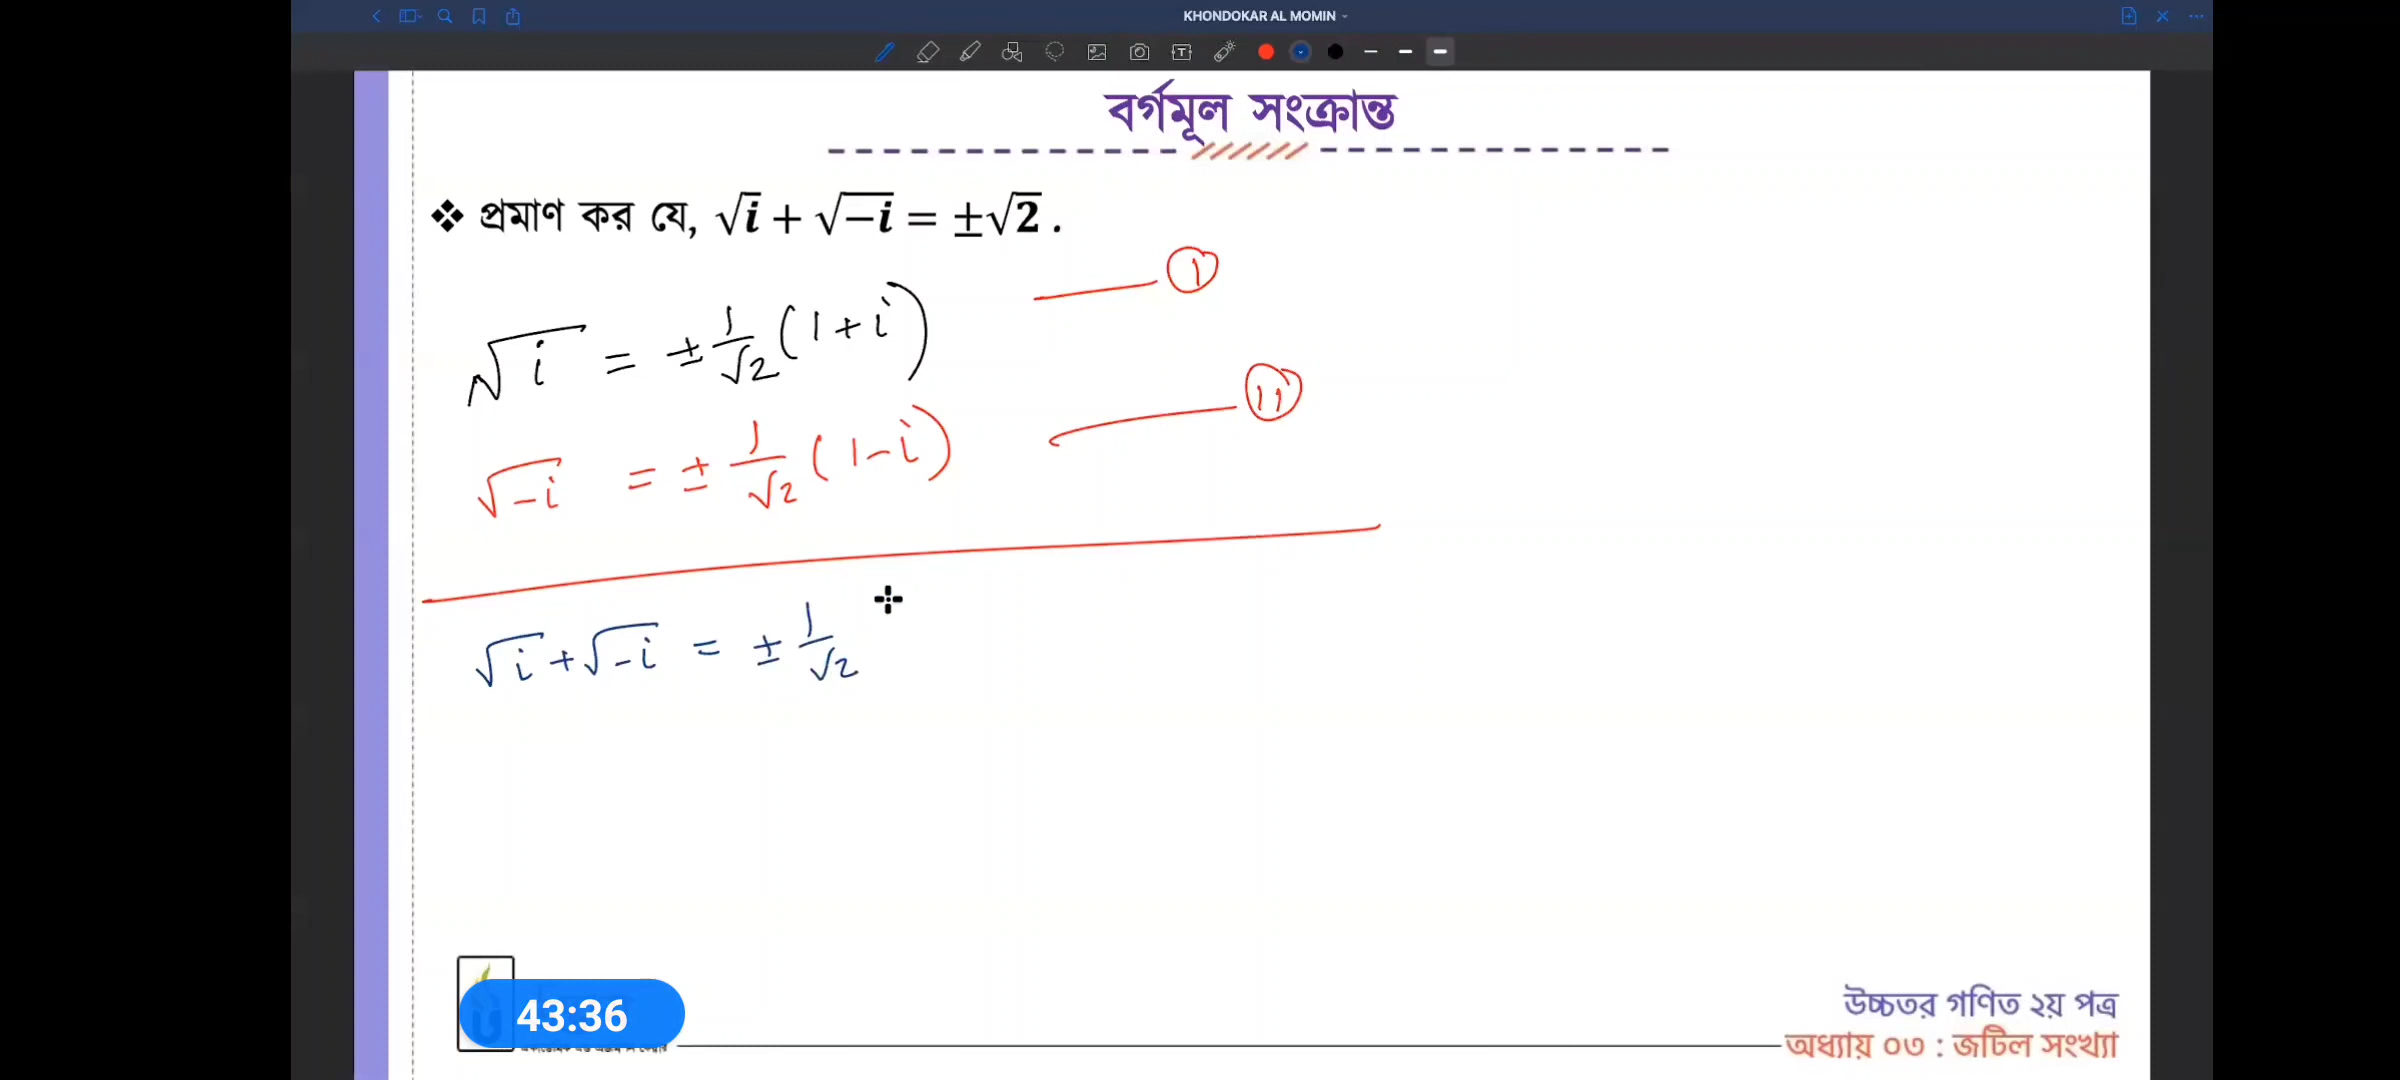 KHONDOKAR AL MOMIN
বর্গমূল সংক্রান্ত
❖ প্রমাণ কর যে, √i + √−i = ±√2 .
√i = ± 1/√2 (1 + i) —— (i)
√−i = ± 1/√2 (1 − i) —— (ii)
√i + √−i = ± 1/√2
43:36
উচ্চতর গণিত ২য় পত্র
অধ্যায় ০৩ : জটিল সংখ্যা